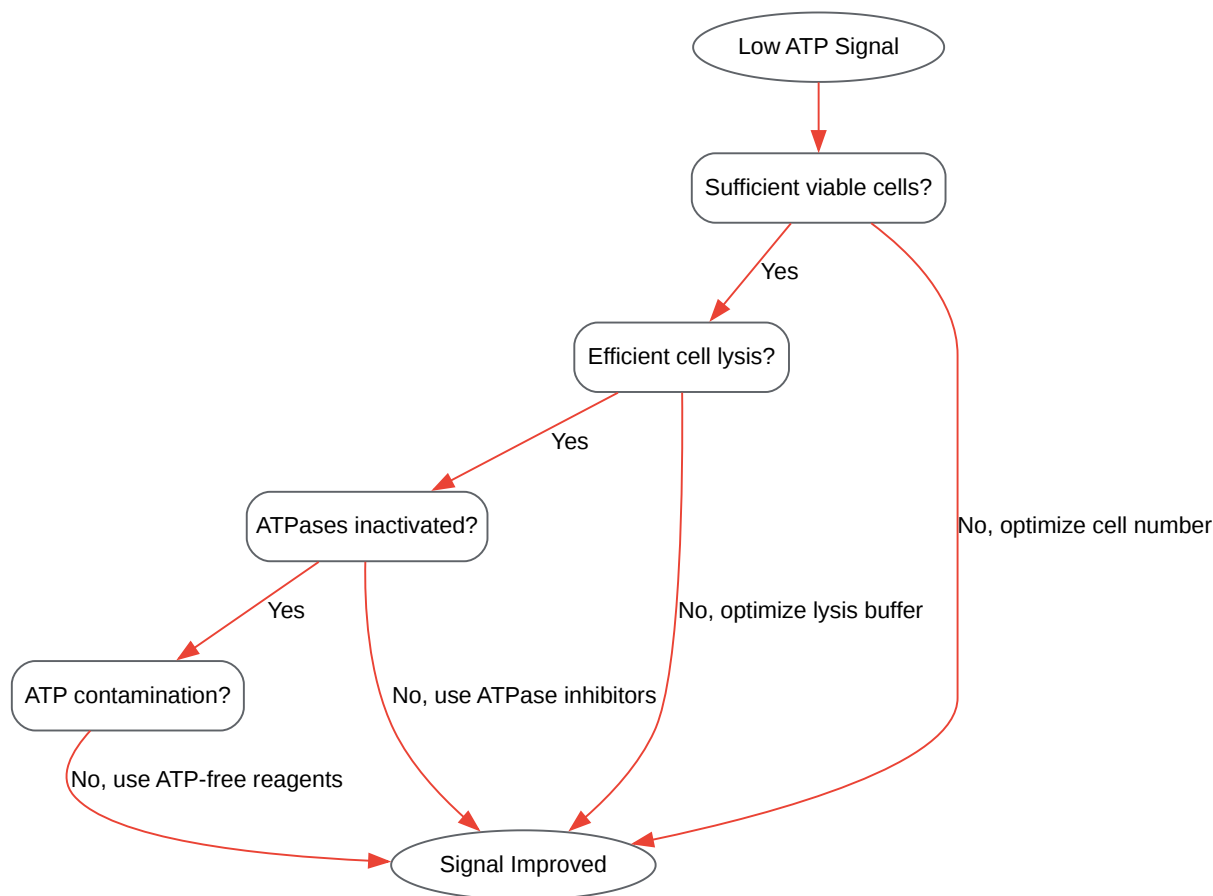 Low ATP Signal
Sufficient viable cells?
Yes
Efficient cell lysis?
Yes
ATPases inactivated?
No, optimize cell number
Yes
No, optimize lysis buffer
ATP contamination?
No, use ATPase inhibitors
No, use ATP-free reagents
Signal Improved